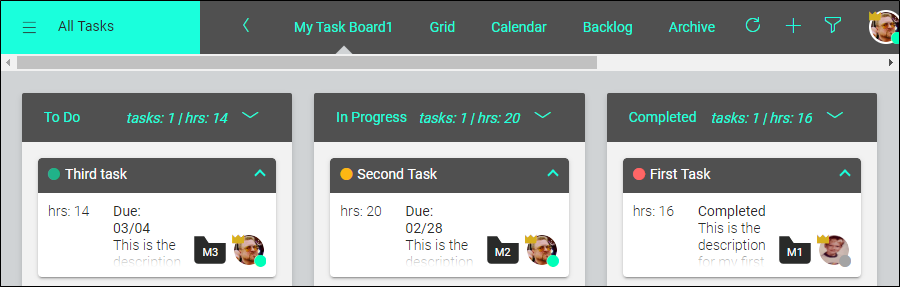 All Tasks
My Task Board1 Grid Calendar Backlog Archive
To Do tasks: 1 | hrs: 14
Third task
hrs: 14
Due:
03/04
This is the
description
M3
In Progress tasks: 1 | hrs: 20
Second Task
hrs: 20
Due:
02/28
This is the
description
M2
Completed tasks: 1 | hrs: 16
First Task
hrs: 16
Completed
This is the
description
for my first
M1